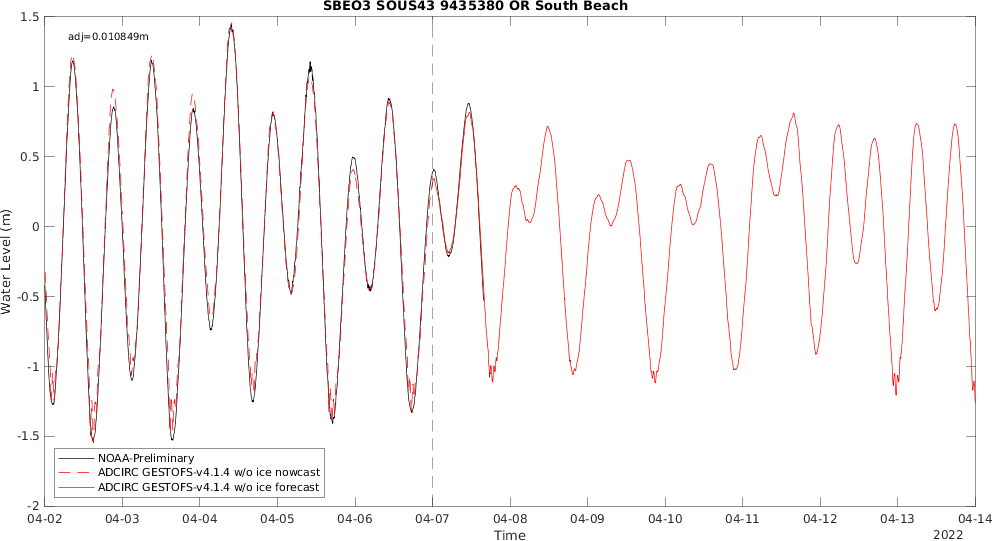 SBEO3 SOUS43 9435380 OR South Beach
adj=0.010849m
1.5
1
0.5
0
-0.5
-1
-1.5
-2
Water Level (m)
NOAA-Preliminary
ADCIRC GESTOFS-v4.1.4 w/o ice nowcast
ADCIRC GESTOFS-v4.1.4 w/o ice forecast
04-02 04-03 04-04 04-05 04-06 04-07 04-08 04-09 04-10 04-11 04-12 04-13 04-14
Time
2022